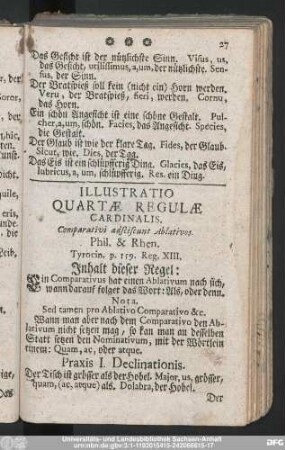 27
Das Gesicht ist der nützlichste Sinn. Visus, us,
das Gesicht, utilissimus, a, um, der nützlichste. Sen-
sus, der Sinn.
Der Bratspieß soll kein (nicht ein) Horn werden.
Veru, der Bratspieß, fieri, werden. Cornu,
das Horn.
Ein schön Angesicht ist eine schöne Gestalt. Pul-
cher, a, um, schön. Facies, das Angesicht. Species,
die Gestalt.
Der Glaub ist wie der klare Tag. Fides, der Glaub.
Sicut, wie. Dies, der Tag.
Das Eis ist ein schlüpfferig Ding. Glacies, das Eis,
lubricus, a, um, schlüpfferig. Res. ein Ding.
ILLUSTRATIO
QUARTÆ REGULÆ
CARDINALIS.
Comparativi adsciscunt Ablativos.
Phil. & Rhen.
Tyrocin. p. 119. Reg. XIII.
Inhalt dieser Regel:
Ein Comparativus hat einen Ablativum nach sich,
wann darauf folget das Wort: Als, oder denn.
NOTA.
Sed tamen pro Ablativo Comparativo &c.
Wann man aber nach dem Comparativo den Ab-
lativum nicht setzen mag, so kan man an desselben
Statt setzen den Nominativum, mit der Wörtlein
einem: Quam, ac, oder atque.
Praxis I. Declinationis.
Der Tisch ist grösser als der Hobel. Major, us, grösser,
quam, (ac, atque) als. Dolabra, der Hobel.
Der
Universitäts- und Landesbibliothek Sachsen-Anhalt